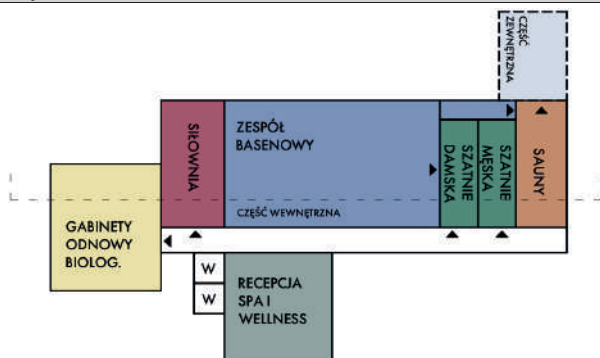 CZĘŚĆ
ZEWNĘTRZNA
SIŁOWNIA
ZESPÓŁ
BASENOWY
CZĘŚĆ WEWNĘTRZNA
SZATNIE
DAMSKA
SZATNIE
MĘSKA
SAUNY
GABINETY
ODNOWY
BIOLOG.
W
W
RECEPCJA
SPA I
WELLNESS